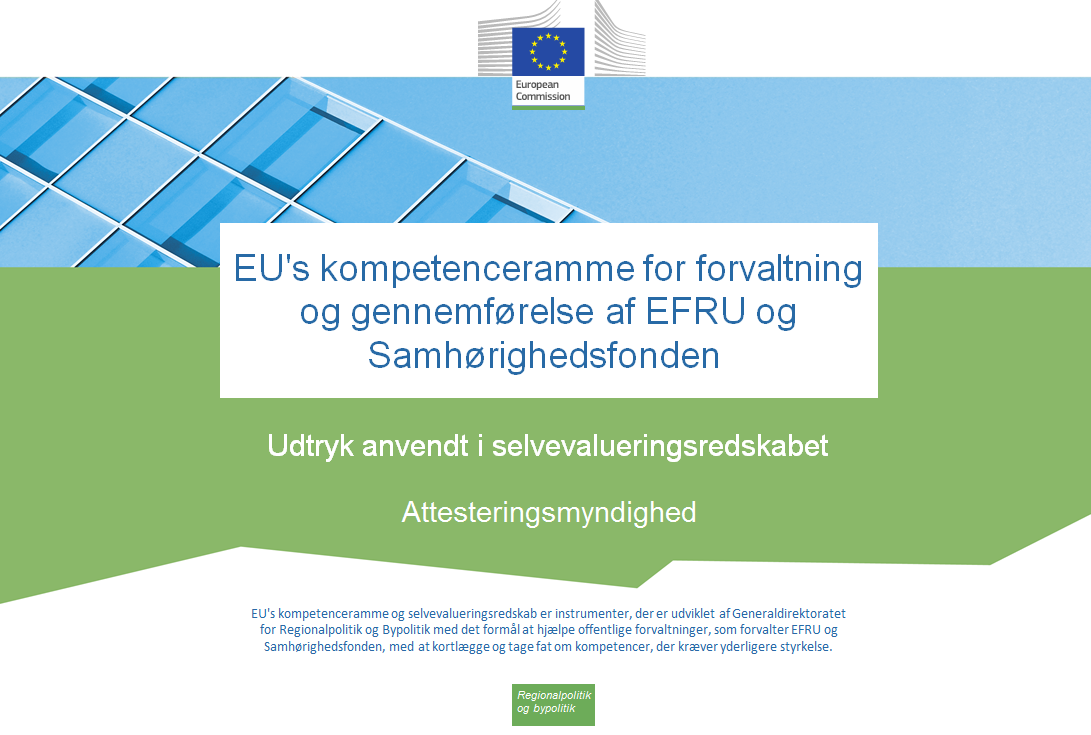 European
Commission
EU's kompetenceramme for forvaltning
og gennemførelse af EFRU og
Samhørighedsfonden
Udtryk anvendt i selvevalueringsredskabet
Attesteringsmyndighed
EU's kompetenceramme og selvevalueringsredskab er instrumenter, der er udviklet af Generaldirektoratet
for Regionalpolitik og Bypolitik med det formål at hjælpe offentlige forvaltninger, som forvalter EFRU og
Samhørighedsfonden, med at kortlægge og tage fat om kompetencer, der kræver yderligere styrkelse.
Regionalpolitik
og bypolitik